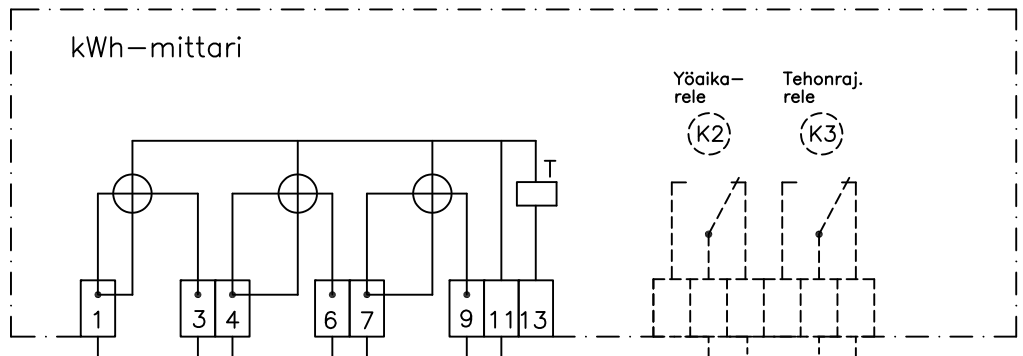 kWh-mittari
Yöaika-
rele
Tehonraj.
rele
K2
K3
T
1
3
4
6
7
9
11
13